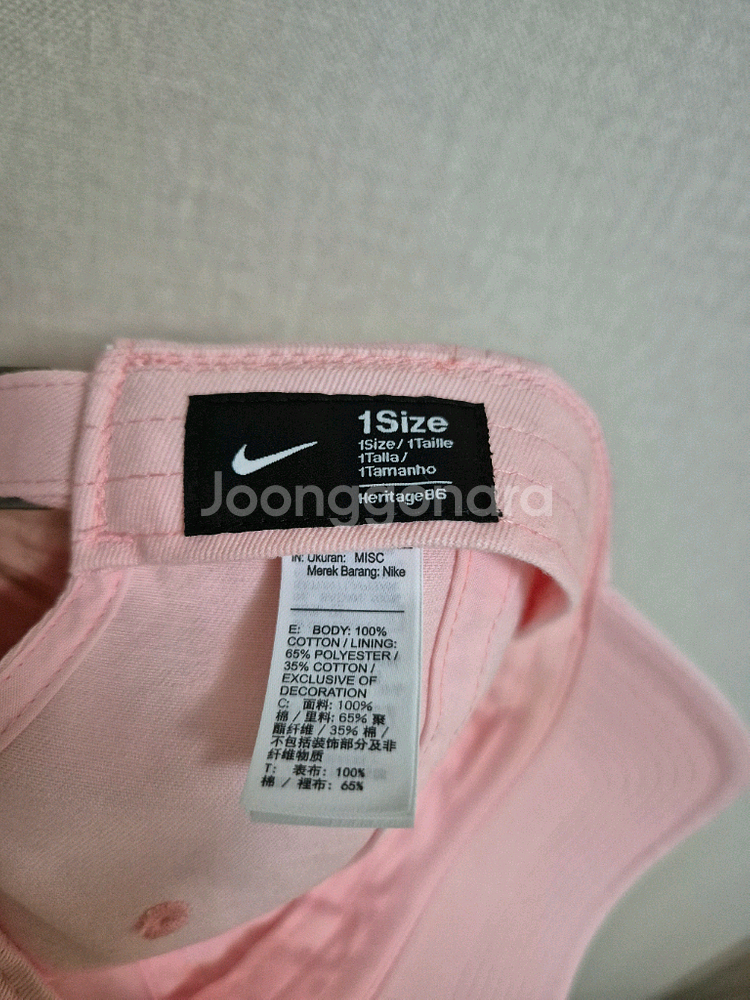 1Size
1Size / 1Taille
1Talla /
1Tamanho
Heritage86
Joonggonara
IN: Ukuran: MISC
Merek Barang: Nike
E: BODY: 100%
COTTON / LINING:
65% POLYESTER /
35% COTTON /
EXCLUSIVE OF
DECORATION
C: 面料: 100%
棉 / 里料: 65% 聚
酯纤维 / 35% 棉 /
不包括装饰部分及非
纤维物质
T: 表布: 100%
棉 / 裡布: 65%